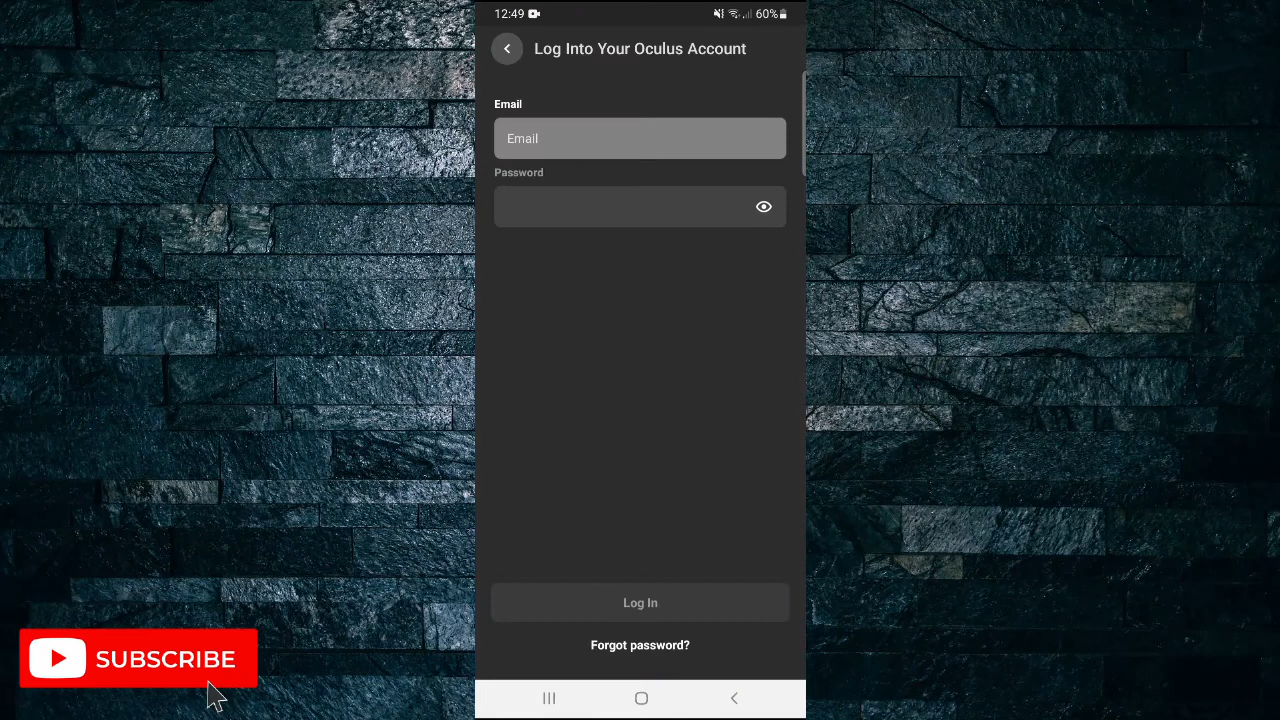 12:49
60%
Log Into Your Oculus Account
Email
Email
Password
Log In
Forgot password?
SUBSCRIBE